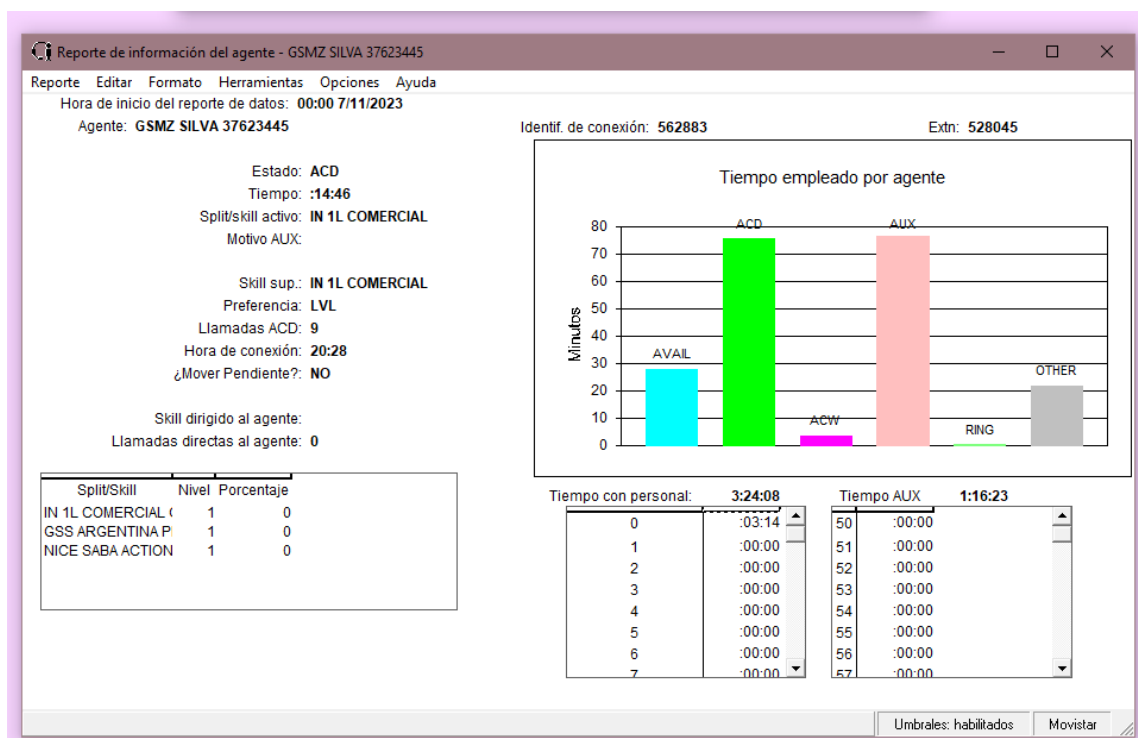 Reporte de información del agente - GSMZ SILVA 37623445
Reporte Editar Formato Herramientas Opciones Ayuda
Hora de inicio del reporte de datos: 00:00 7/11/2023
Agente: GSMZ SILVA 37623445
Identif. de conexión: 562883
Extn: 528045
Estado: ACD
Tiempo: :14:46
Split/skill activo: IN 1L COMERCIAL
Motivo AUX:
Skill sup.: IN 1L COMERCIAL
Preferencia: LVL
Llamadas ACD: 9
Hora de conexión: 20:28
¿Mover Pendiente?: NO
Skill dirigido al agente:
Llamadas directas al agente: 0
Split/Skill Nivel Porcentaje
IN 1L COMERCIAL ( 1 0
GSS ARGENTINA P 1 0
NICE SABA ACTION 1 0
Tiempo empleado por agente
Minutos
80
70
60
50
40
30
20
10
0
AVAIL
ACD
ACW
AUX
RING
OTHER
Tiempo con personal: 3:24:08
0 :03:14
1 :00:00
2 :00:00
3 :00:00
4 :00:00
5 :00:00
6 :00:00
7 :00:00
Tiempo AUX 1:16:23
50 :00:00
51 :00:00
52 :00:00
53 :00:00
54 :00:00
55 :00:00
56 :00:00
57 :00:00
Umbrales: habilitados
Movistar